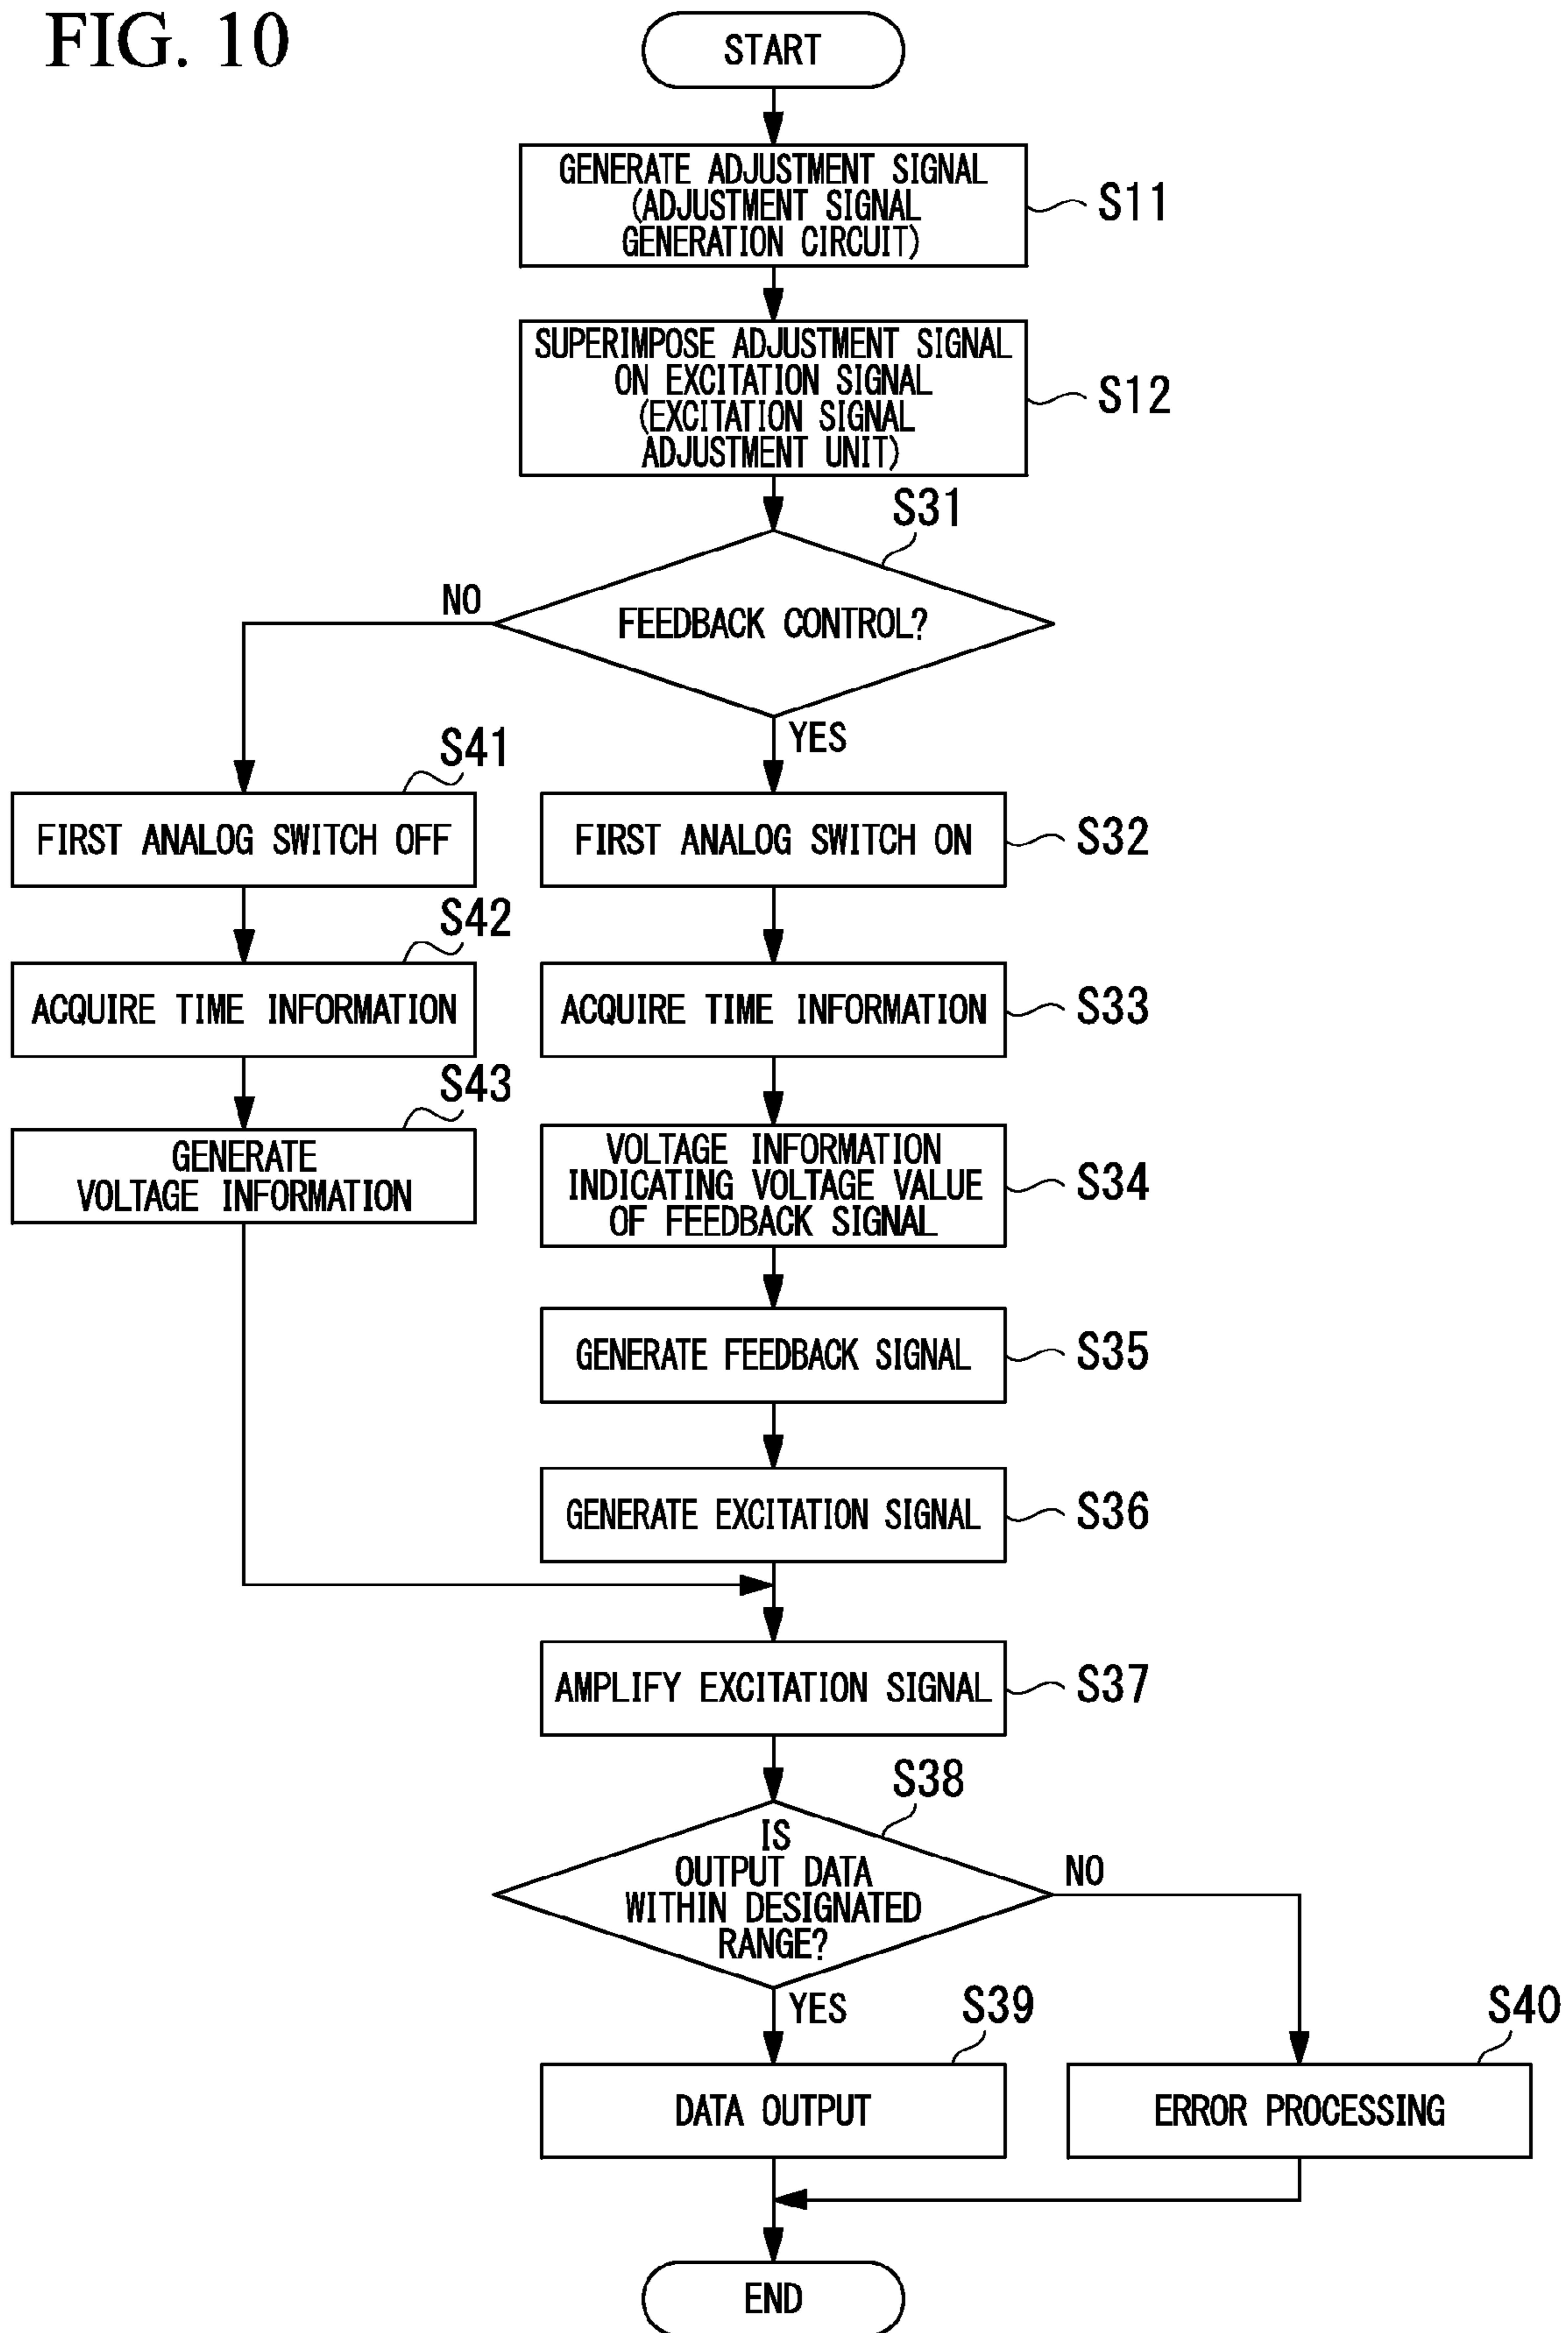 FIG. 10
START
GENERATE ADJUSTMENT SIGNAL
(ADJUSTMENT SIGNAL
GENERATION CIRCUIT)
S11
SUPERIMPOSE ADJUSTMENT SIGNAL
ON EXCITATION SIGNAL
(EXCITATION SIGNAL
ADJUSTMENT UNIT)
S12
S31
FEEDBACK CONTROL?
NO
YES
S41
FIRST ANALOG SWITCH OFF
FIRST ANALOG SWITCH ON
S32
S42
ACQUIRE TIME INFORMATION
ACQUIRE TIME INFORMATION
S33
S43
GENERATE
VOLTAGE INFORMATION
VOLTAGE INFORMATION
INDICATING VOLTAGE VALUE
OF FEEDBACK SIGNAL
S34
GENERATE FEEDBACK SIGNAL
S35
GENERATE EXCITATION SIGNAL
S36
AMPLIFY EXCITATION SIGNAL
S37
S38
IS
OUTPUT DATA
WITHIN DESIGNATED
RANGE?
NO
YES
S39
DATA OUTPUT
S40
ERROR PROCESSING
END